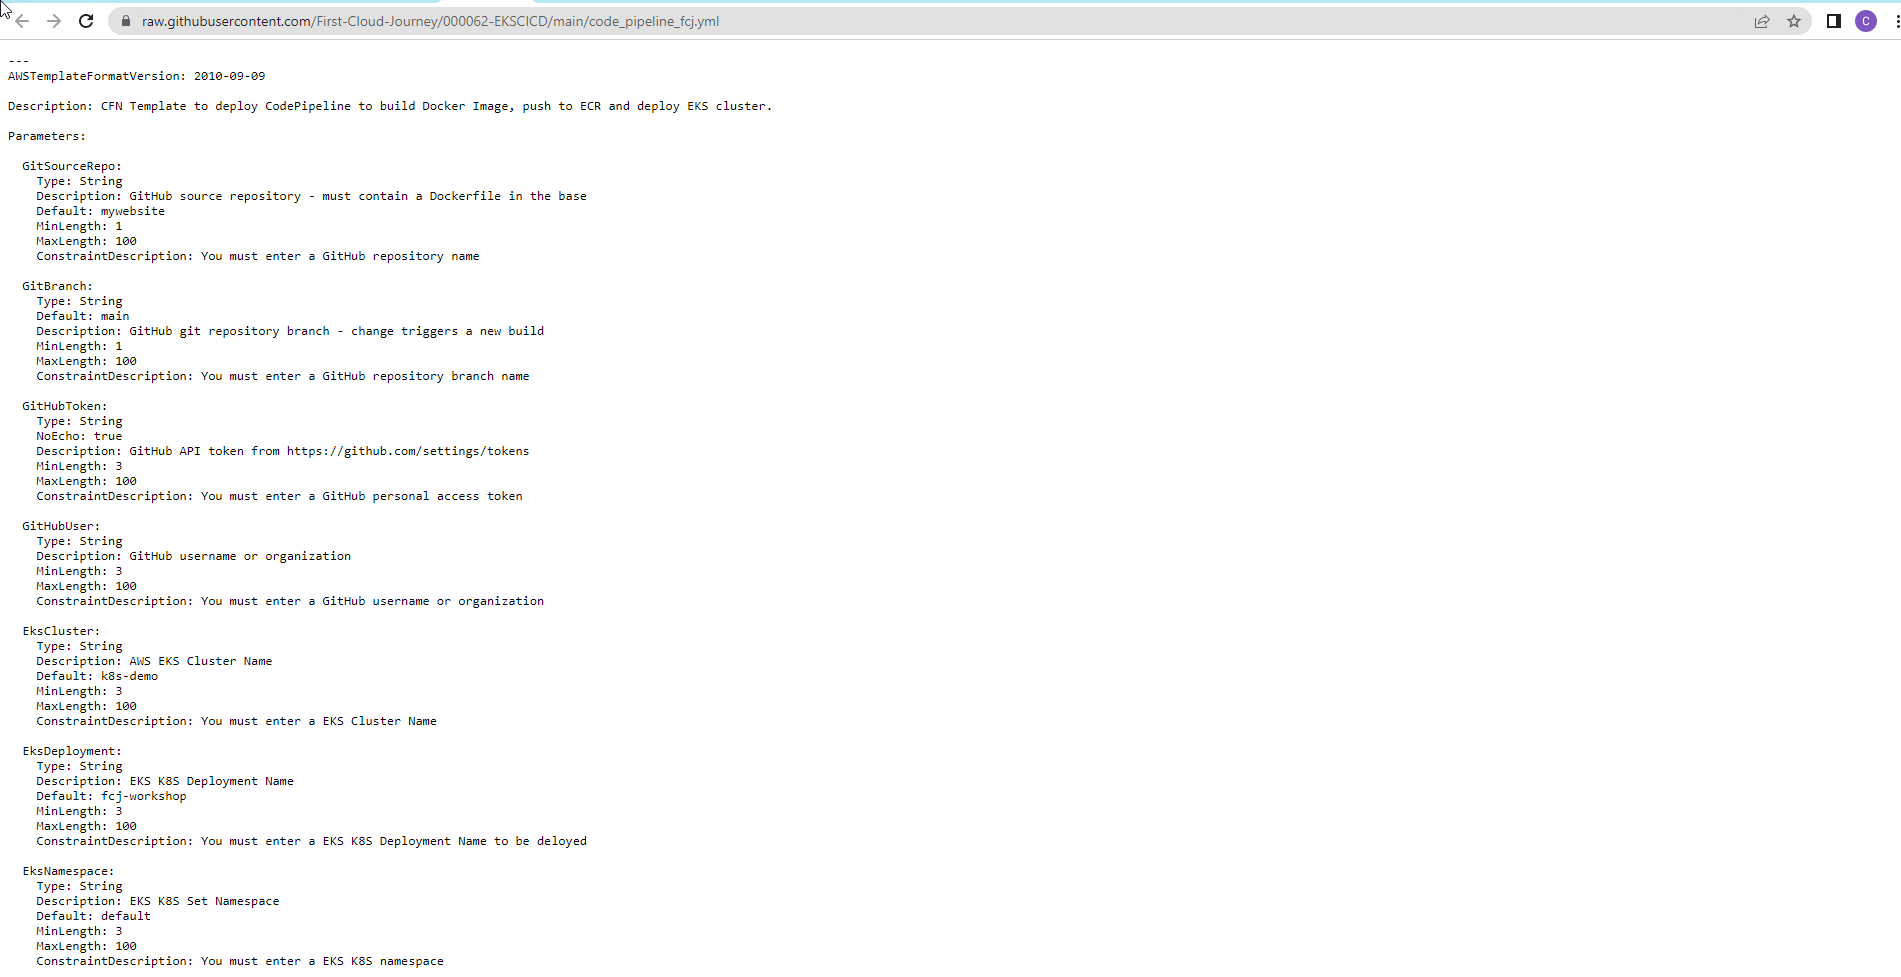 raw.githubusercontent.com/First-Cloud-Journey/000062-EKSCICD/main/code_pipeline_fcj.yml
C
---
AWSTemplateFormatVersion: 2010-09-09
Description: CFN Template to deploy CodePipeline to build Docker Image, push to ECR and deploy EKS cluster.
Parameters:
GitSourceRepo:
Type: String
Description: GitHub source repository - must contain a Dockerfile in the base
Default: mywebsite
MinLength: 1
MaxLength: 100
ConstraintDescription: You must enter a GitHub repository name
GitBranch:
Type: String
Default: main
Description: GitHub git repository branch - change triggers a new build
MinLength: 1
MaxLength: 100
ConstraintDescription: You must enter a GitHub repository branch name
GitHubToken:
Type: String
NoEcho: true
Description: GitHub API token from https://github.com/settings/tokens
MinLength: 3
MaxLength: 100
ConstraintDescription: You must enter a GitHub personal access token
GitHubUser:
Type: String
Description: GitHub username or organization
MinLength: 3
MaxLength: 100
ConstraintDescription: You must enter a GitHub username or organization
EksCluster:
Type: String
Description: AWS EKS Cluster Name
Default: k8s-demo
MinLength: 3
MaxLength: 100
ConstraintDescription: You must enter a EKS Cluster Name
EksDeployment:
Type: String
Description: EKS K8S Deployment Name
Default: fcj-workshop
MinLength: 3
MaxLength: 100
ConstraintDescription: You must enter a EKS K8S Deployment Name to be deloyed
EksNamespace:
Type: String
Description: EKS K8S Set Namespace
Default: default
MinLength: 3
MaxLength: 100
ConstraintDescription: You must enter a EKS K8S namespace